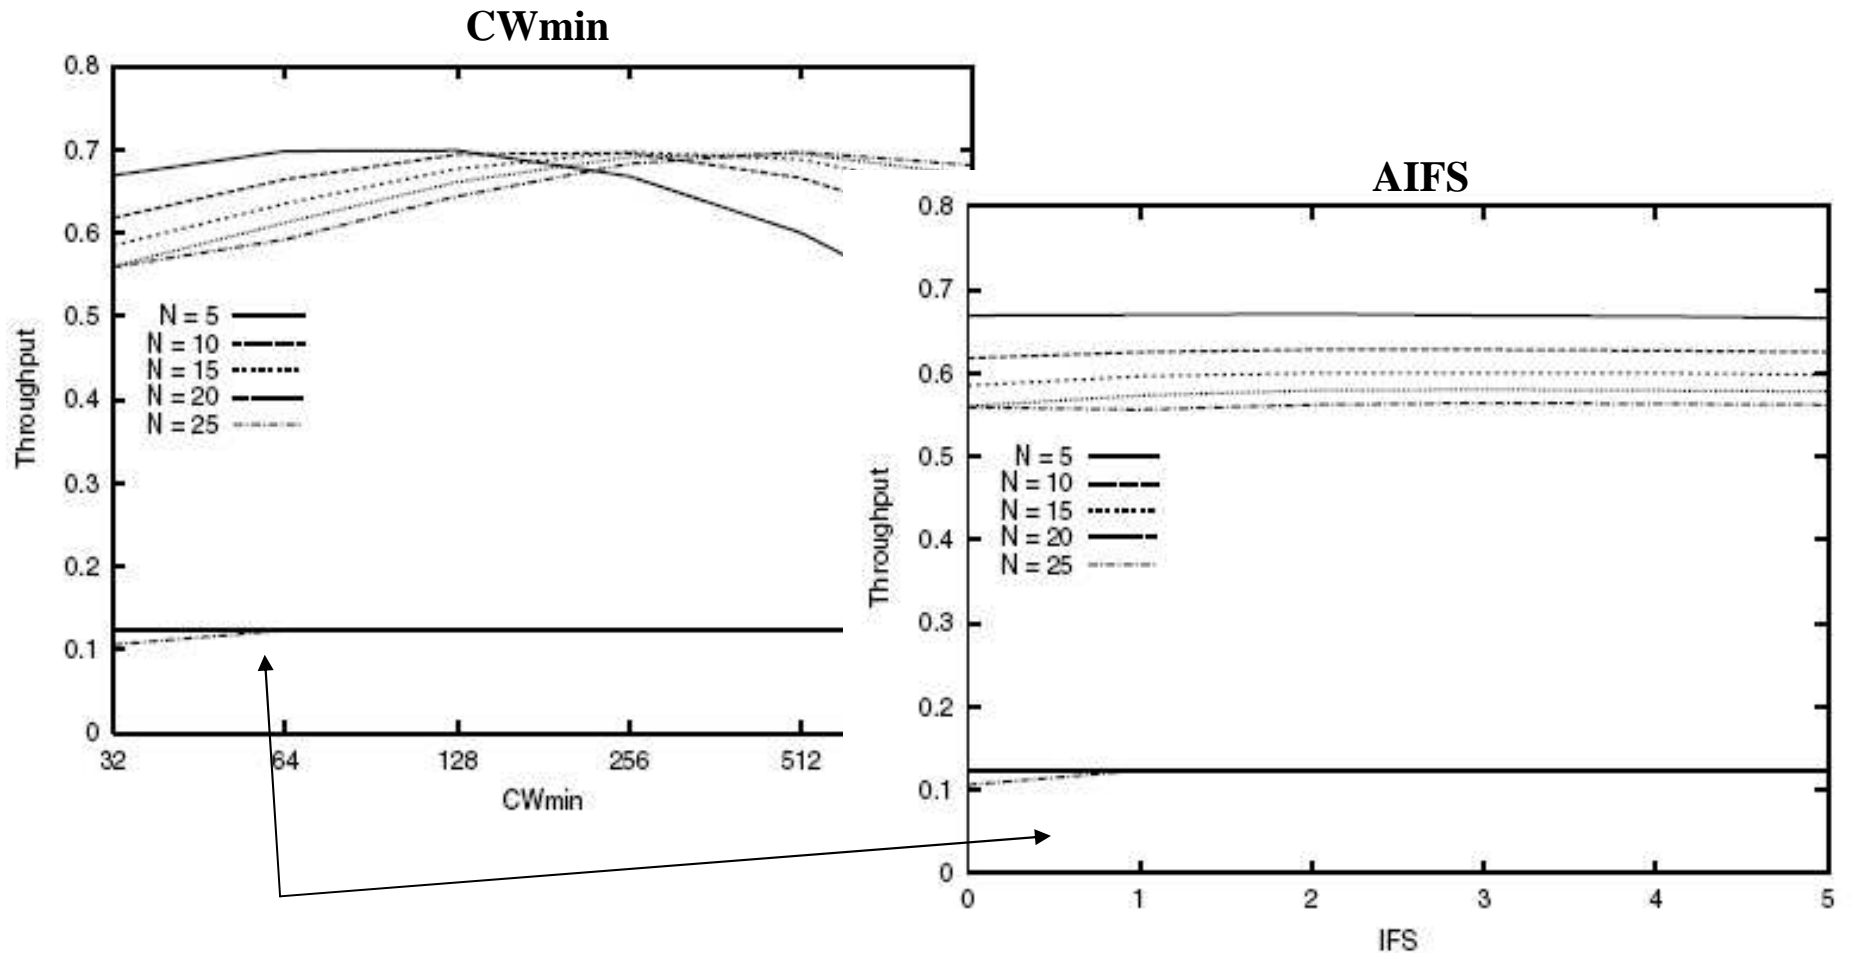 CWmin
0.8
0.7
0.6
0.5
0.4
0.3
0.2
0.1
0
Throughput
N = 5
N = 10
N = 15
N = 20
N = 25
32 64 128 256 512
CWmin
AIFS
0.8
0.7
0.6
0.5
0.4
0.3
0.2
0.1
0
Throughput
N = 5
N = 10
N = 15
N = 20
N = 25
0 1 2 3 4 5
IFS